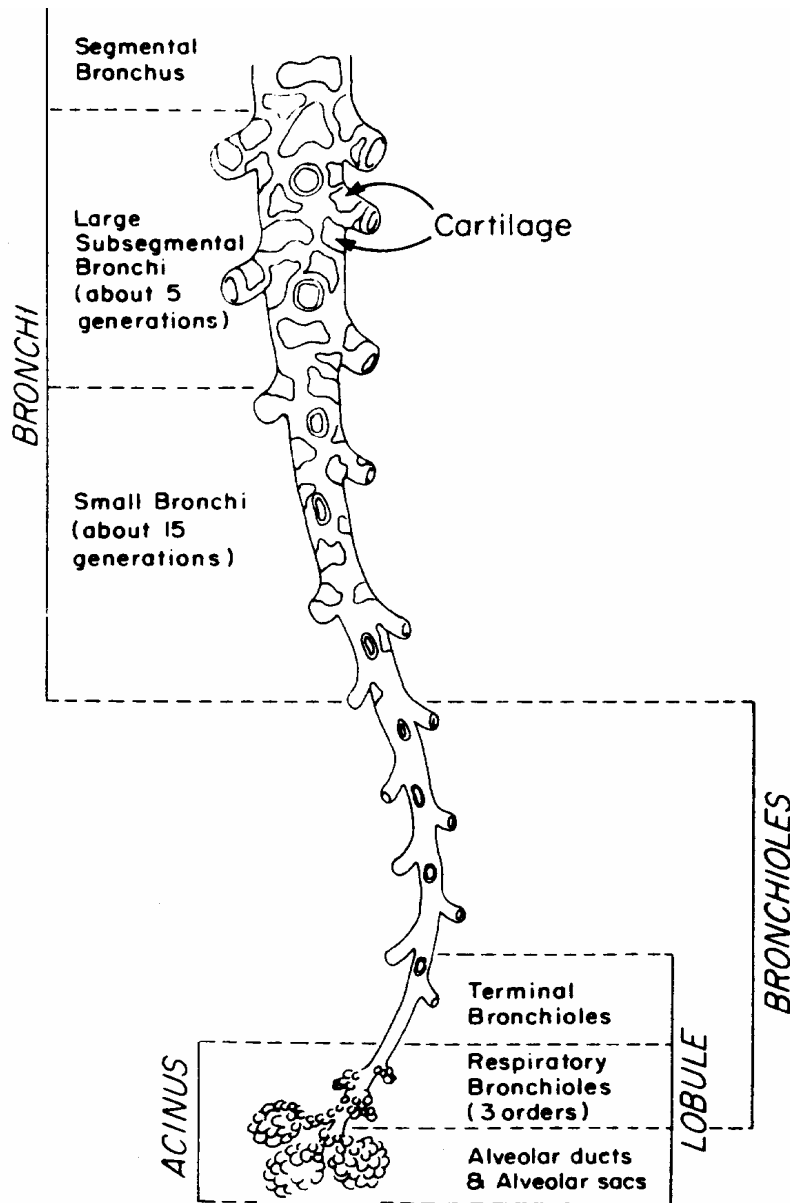 Segmental
Bronchus
Large
Subsegmental
Bronchi
(about 5
generations)
Cartilage
BRONCHI
Small Bronchi
(about 15
generations)
BRONCHIOLES
Terminal
Bronchioles
ACINUS
Respiratory
Bronchioles
(3 orders)
LOBULE
Alveolar ducts
& Alveolar sacs